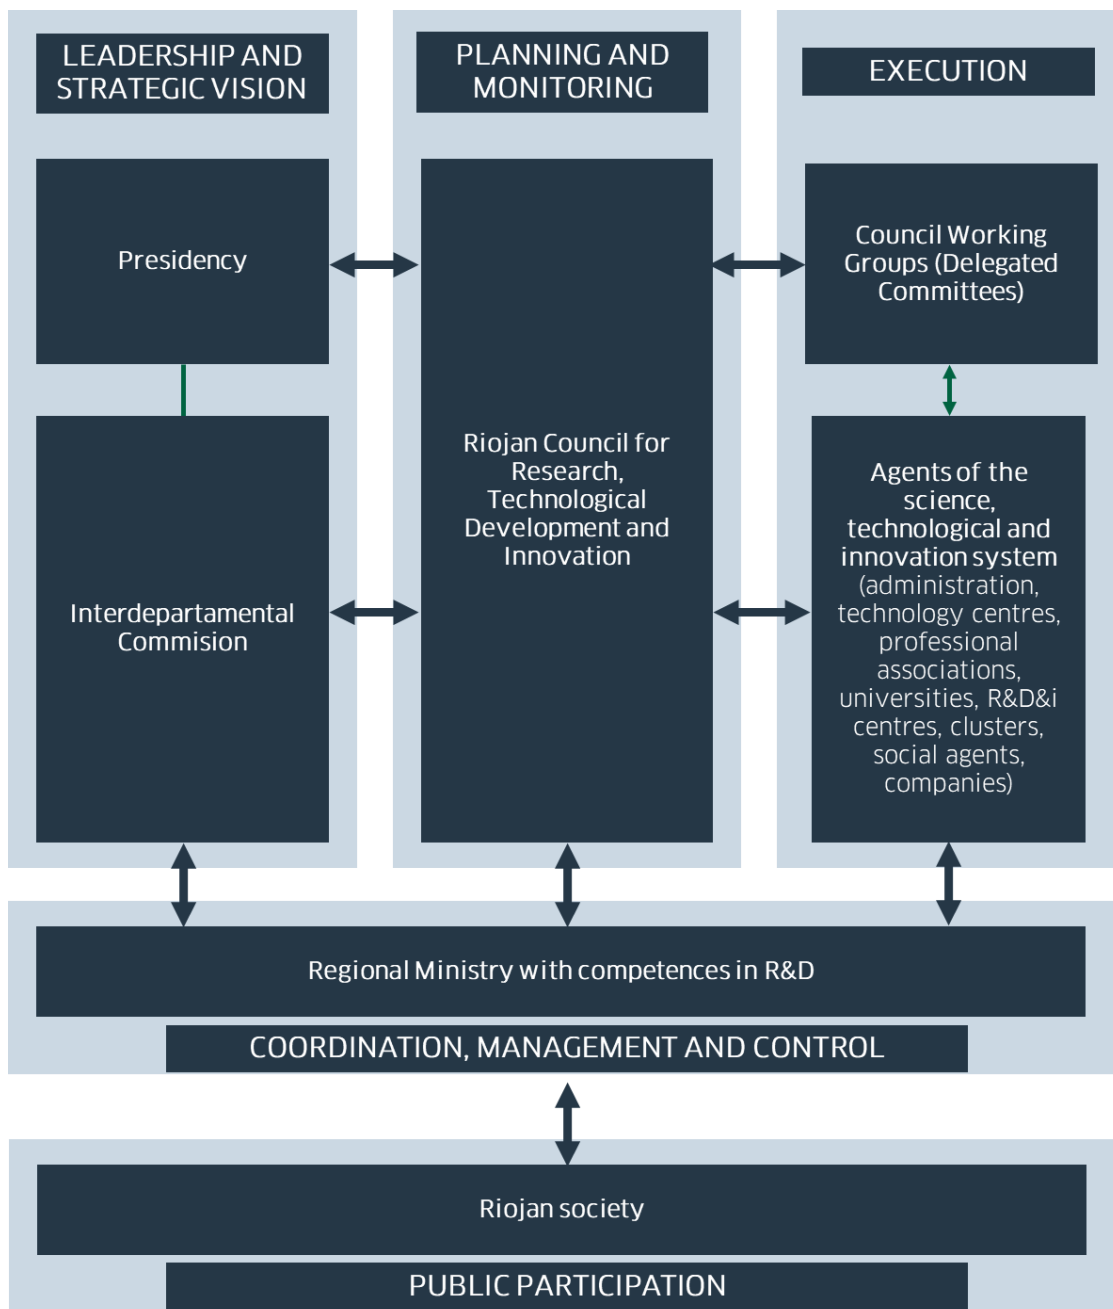 LEADERSHIP AND
STRATEGIC VISION
PLANNING AND
MONITORING
EXECUTION
Presidency
Council Working
Groups (Delegated
Committees)
Riojan Council for
Research,
Technological
Development and
Innovation
Interdepartamental
Commision
Agents of the
science,
technological and
innovation system
(administration,
technology centres,
professional
associations,
universities, R&D&i
centres, clusters,
social agents,
companies)
Regional Ministry with competences in R&D
COORDINATION, MANAGEMENT AND CONTROL
Riojan society
PUBLIC PARTICIPATION